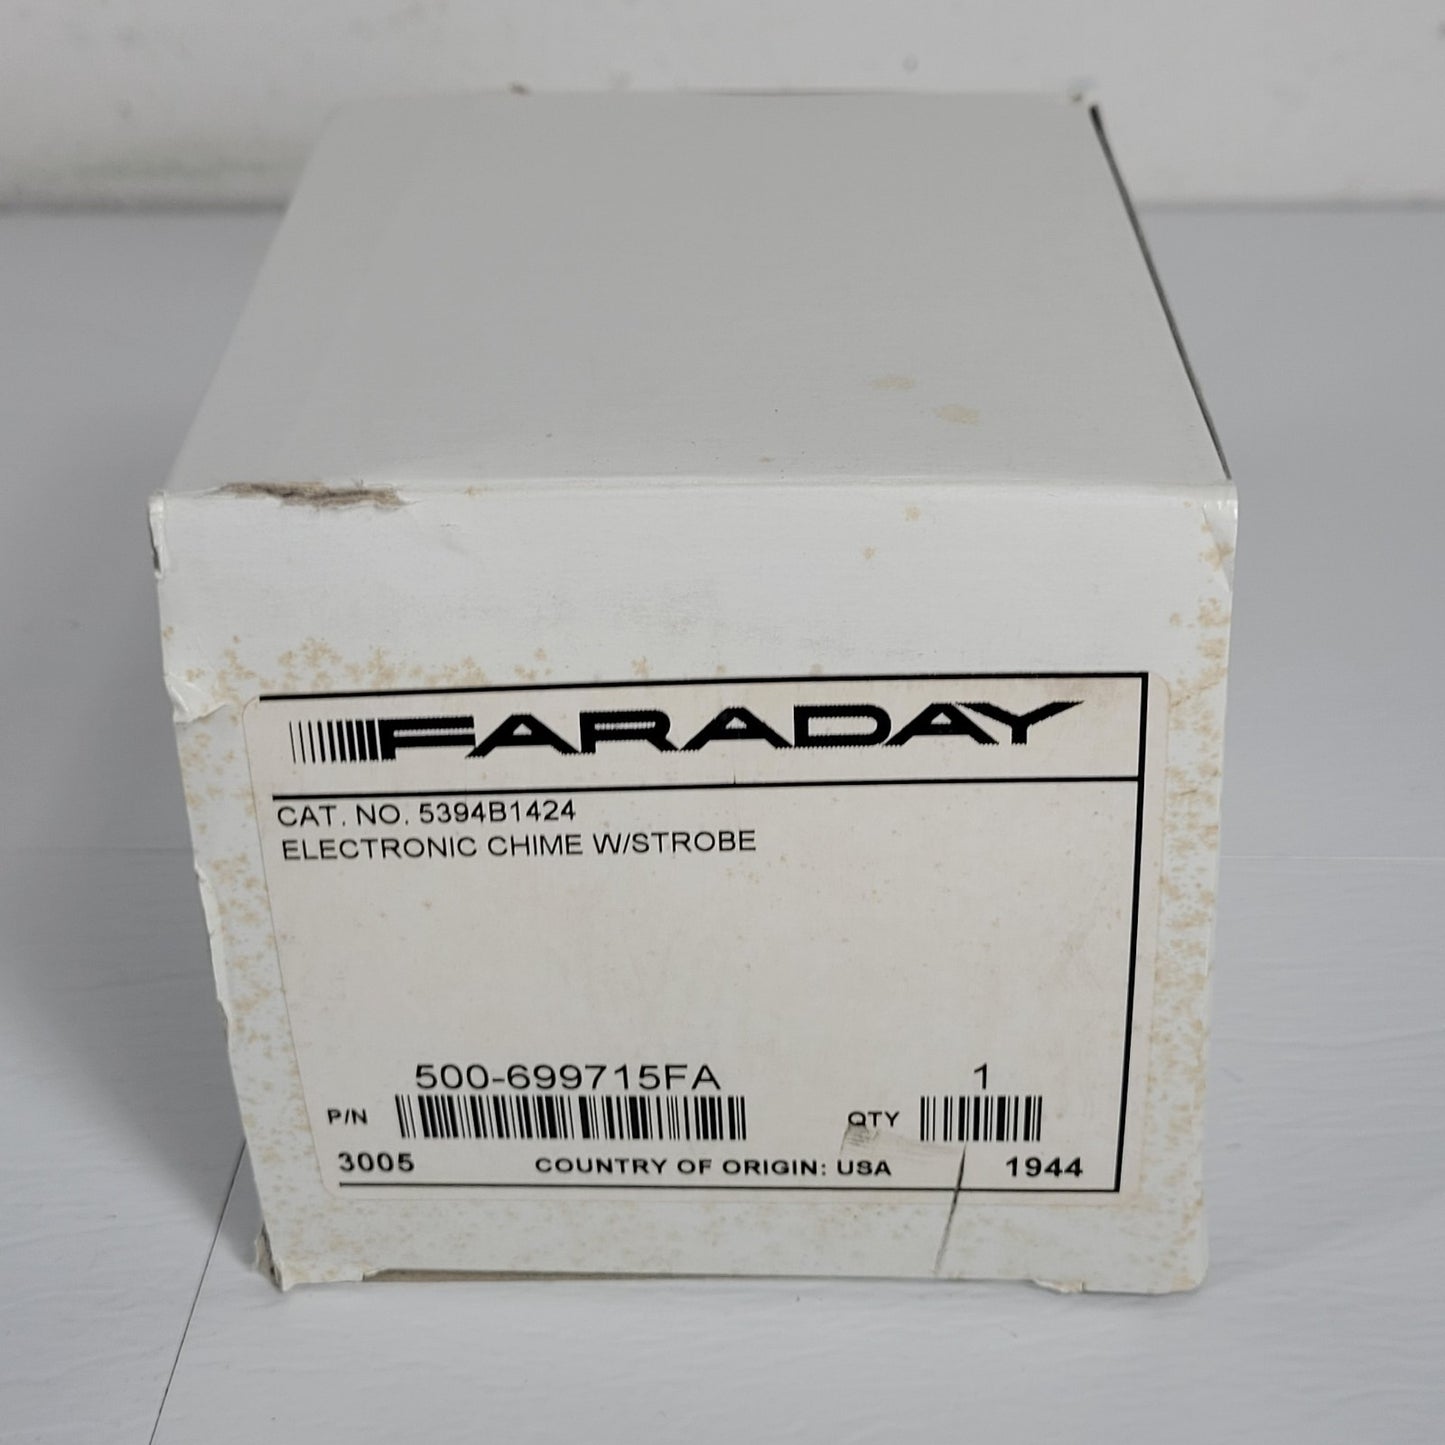 FARADAY
CAT. NO. 5394B1424
ELECTRONIC CHIME W/STROBE
500-699715FA 1
P/N QTY
3005 COUNTRY OF ORIGIN: USA 1944